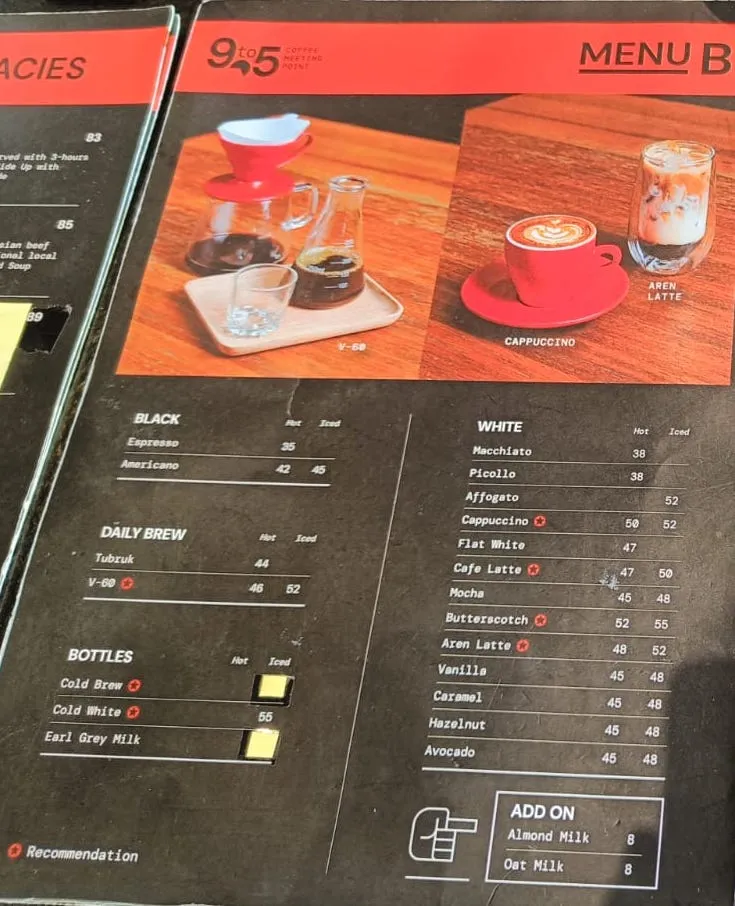 ACIES
83
rved with 3-hours
ide Up with
85
sian beef
ional local
d Soup
89
9to5 COFFEE
MEETING
POINT
MENU B
V-60
CAPPUCCINO
AREN
LATTE
BLACK Hot Iced
Espresso 35
Americano 42 45
DAILY BREW Hot Iced
Tubruk 44
V-60 46 52
BOTTLES Hot Iced
Cold Brew
Cold White 55
Earl Grey Milk
Recommendation
WHITE Hot Iced
Macchiato 38
Picollo 38
Affogato 52
Cappuccino 50 52
Flat White 47
Cafe Latte 47 50
Mocha 45 48
Butterscotch 52 55
Aren Latte 48 52
Vanilla 45 48
Caramel 45 48
Hazelnut 45 48
Avocado 45 48
ADD ON
Almond Milk 8
Oat Milk 8